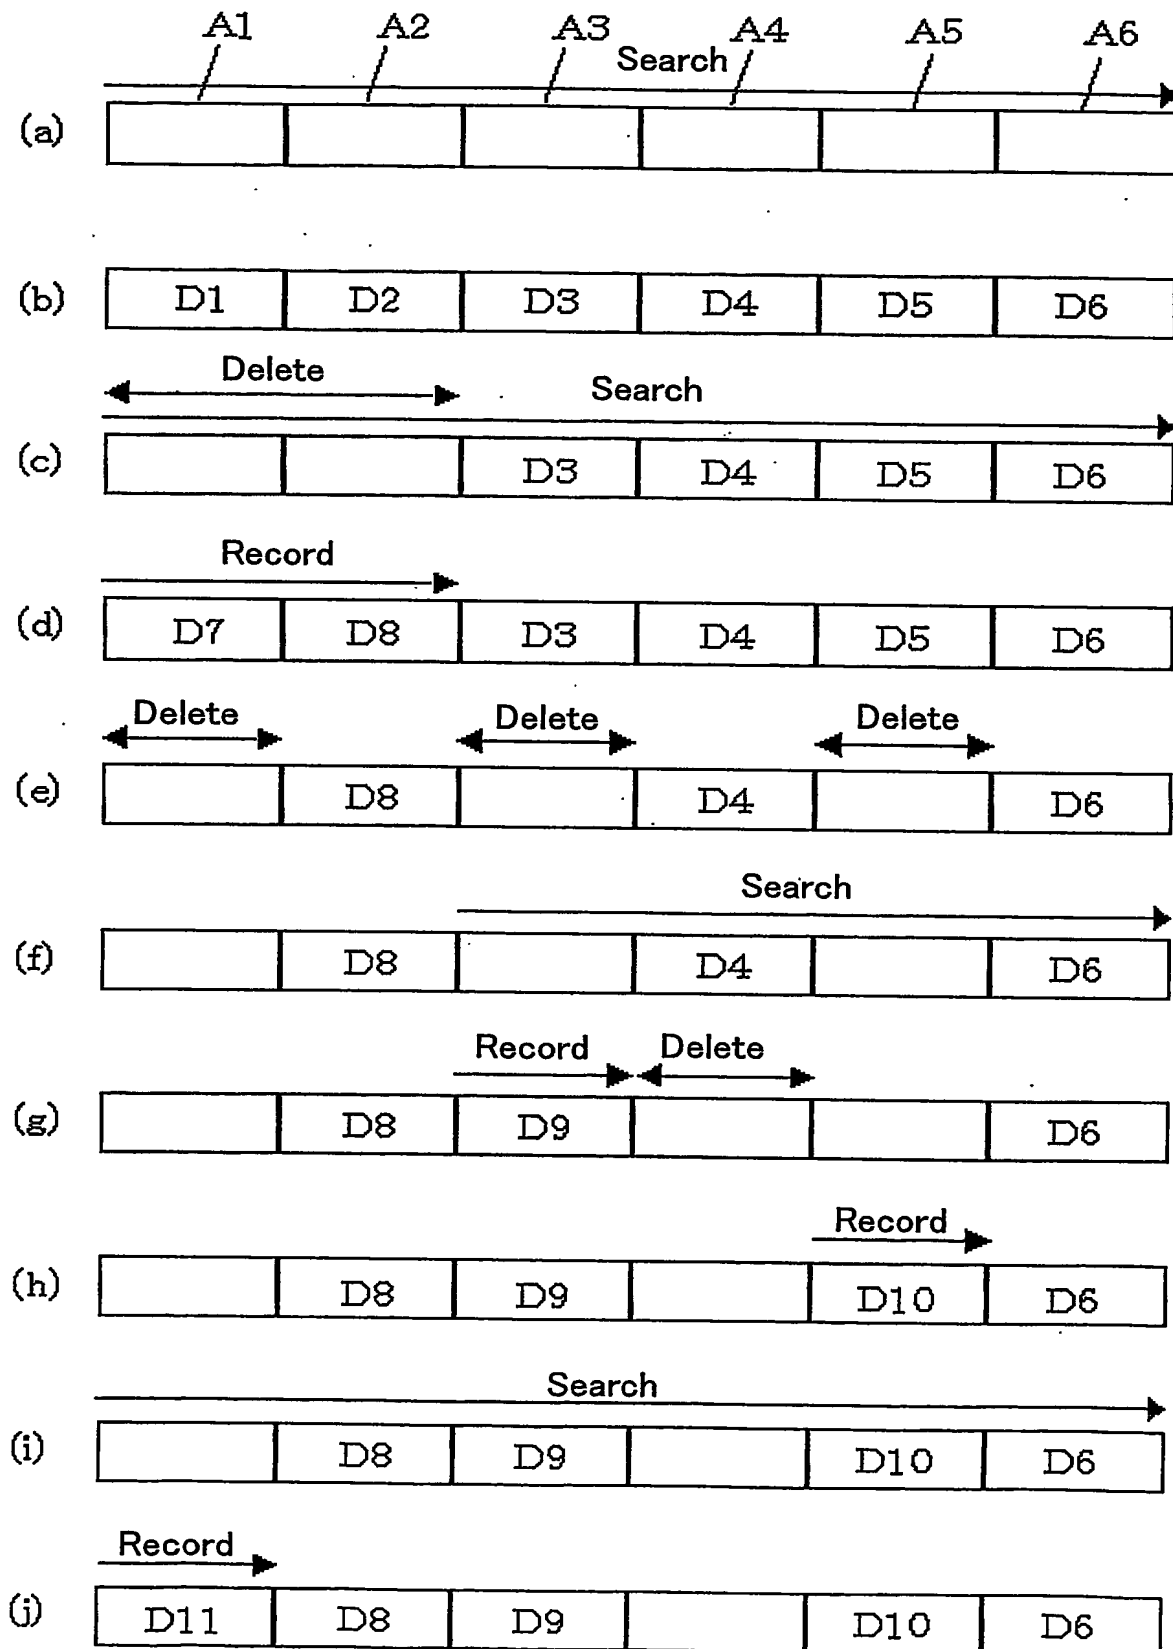 A1 A2 A3 A4 A5 A6
Search
(a)
(b) D1 D2 D3 D4 D5 D6
Delete
Search
(c) D3 D4 D5 D6
Record
(d) D7 D8 D3 D4 D5 D6
Delete Delete Delete
(e) D8 D4 D6
Search
(f) D8 D4 D6
Record Delete
(g) D8 D9 D6
Record
(h) D8 D9 D10 D6
Search
(i) D8 D9 D10 D6
Record
(j) D11 D8 D9 D10 D6